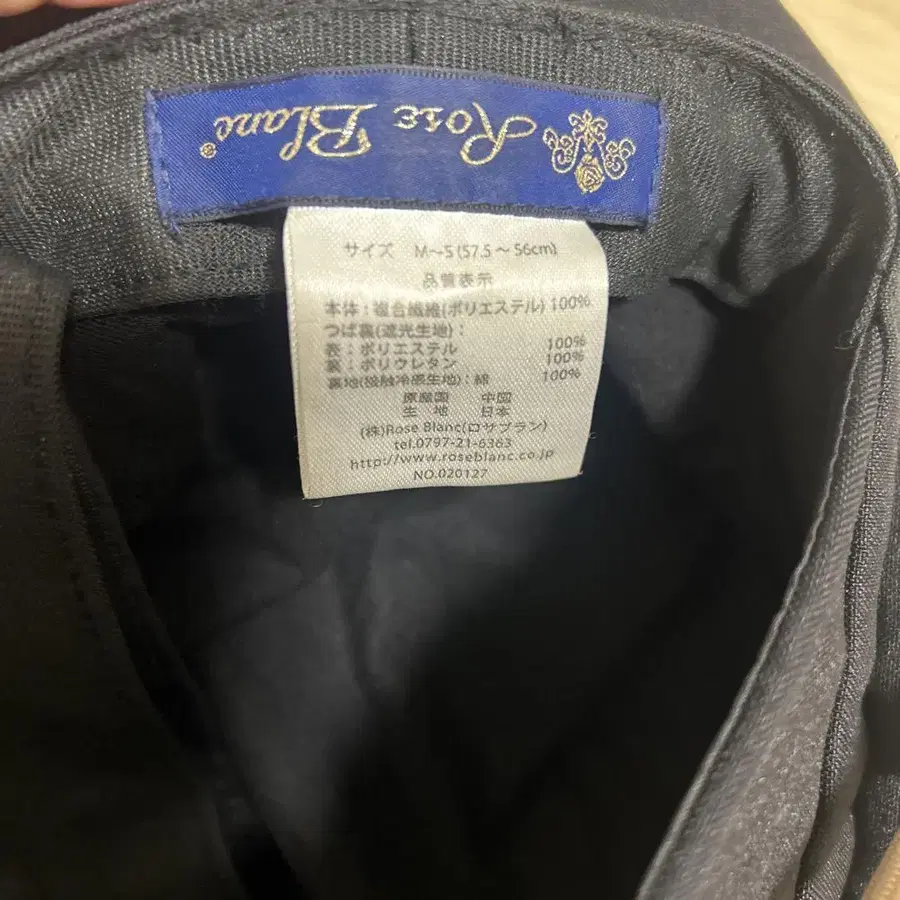 Rose Blanc®
サイズ M～S (57.5～56cm)
品質表示
本体：複合繊維(ポリエステル) 100%
つば裏(遮光生地)：
表：ポリエステル 100%
裏：ポリウレタン 100%
裏地(接触冷感生地)：綿 100%
原産国 中国
生地 日本
(株)Rose Blanc(ロサブラン)
tel.0797-21-6363
http://www.roseblanc.co.jp
NO.020127